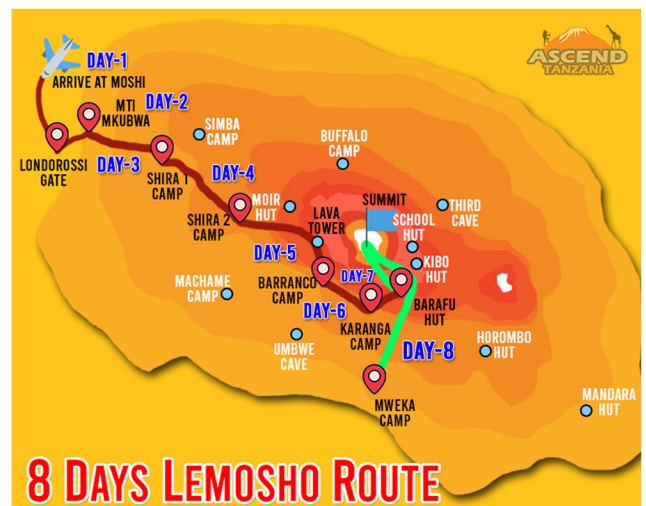 ASCEND
TANZANIA
DAY-1
ARRIVE AT MOSHI
DAY-2
MTI
MKUBWA
SIMBA
CAMP
BUFFALO
CAMP
LONDOROSSI
GATE
DAY-3
SHIRA 1
CAMP
DAY-4
MOIR
HUT
SUMMIT
THIRD
CAVE
SHIRA 2
CAMP
LAVA
TOWER
SCHOOL
HUT
DAY-5
KIBO
HUT
MACHAME
CAMP
BARRANCO
CAMP
DAY-7
DAY-6
BARAFU
HUT
KARANGA
CAMP
UMBWE
CAVE
DAY-8
HOROMBO
HUT
MWEKA
CAMP
MANDARA
HUT
8 DAYS LEMOSHO ROUTE